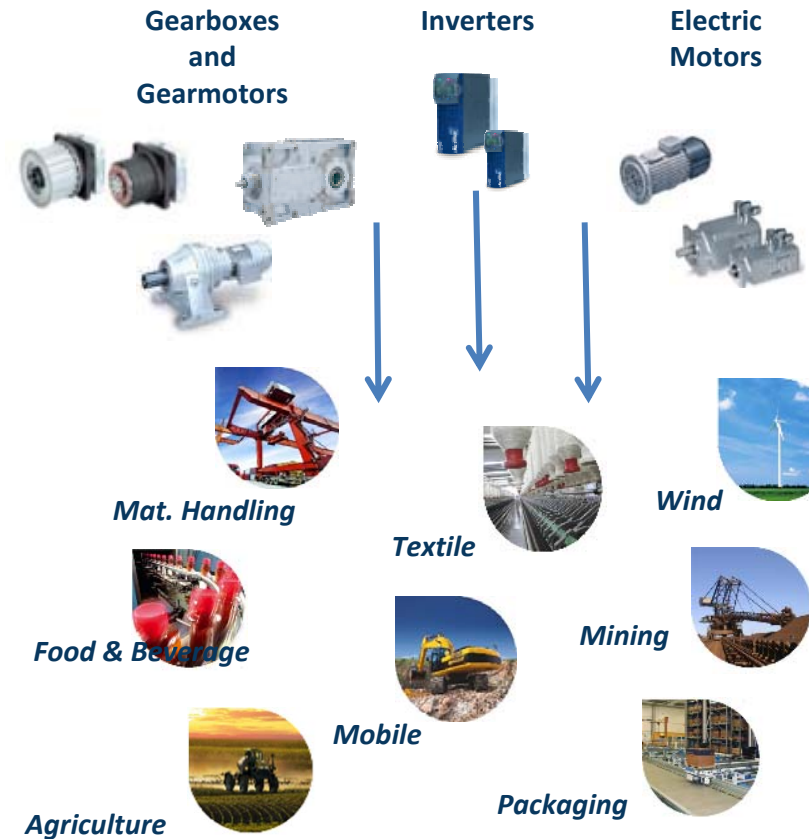 Gearboxes
and
Gearmotors
Inverters
Electric
Motors
Mat. Handling
Textile
Wind
Food & Beverage
Mining
Mobile
Agriculture
Packaging